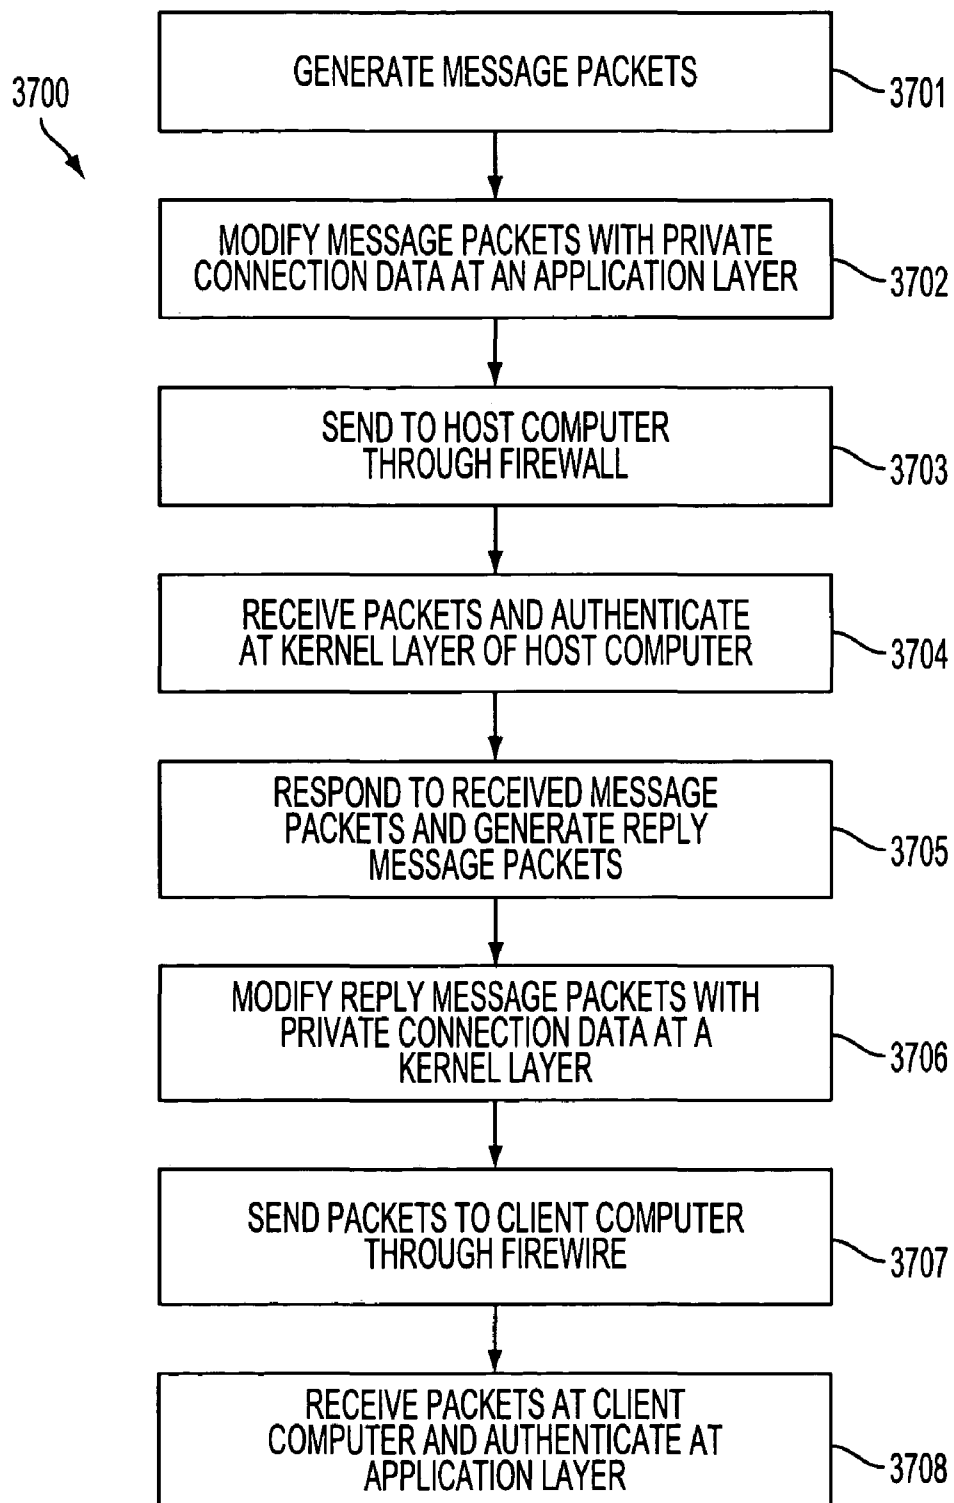 GENERATE MESSAGE PACKETS
3701
3700
MODIFY MESSAGE PACKETS WITH PRIVATE
CONNECTION DATA AT AN APPLICATION LAYER
3702
SEND TO HOST COMPUTER
THROUGH FIREWALL
3703
RECEIVE PACKETS AND AUTHENTICATE
AT KERNEL LAYER OF HOST COMPUTER
3704
RESPOND TO RECEIVED MESSAGE
PACKETS AND GENERATE REPLY
MESSAGE PACKETS
3705
MODIFY REPLY MESSAGE PACKETS WITH
PRIVATE CONNECTION DATA AT A
KERNEL LAYER
3706
SEND PACKETS TO CLIENT COMPUTER
THROUGH FIREWIRE
3707
RECEIVE PACKETS AT CLIENT
COMPUTER AND AUTHENTICATE AT
APPLICATION LAYER
3708